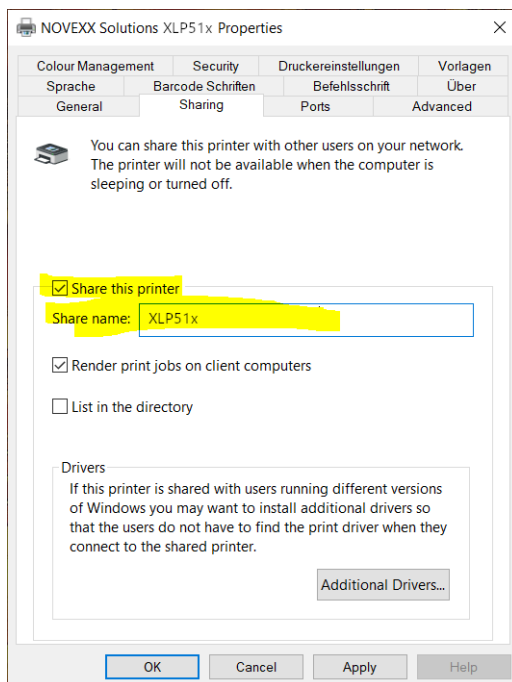 NOVEXX Solutions XLP51x Properties
Colour Management Security Druckereinstellungen Vorlagen
Sprache Barcode Schriften Befehlsschrift Über
General Sharing Ports Advanced
You can share this printer with other users on your network.
The printer will not be available when the computer is
sleeping or turned off.
Share this printer
Share name: XLP51x
Render print jobs on client computers
List in the directory
Drivers
If this printer is shared with users running different versions
of Windows you may want to install additional drivers so
that the users do not have to find the print driver when they
connect to the shared printer.
Additional Drivers...
OK Cancel Apply Help